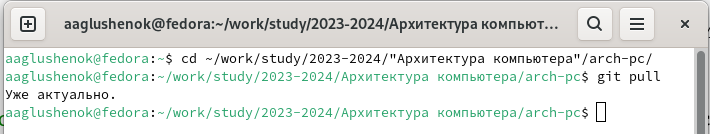 aaglushenok@fedora:~/work/study/2023-2024/Архитектура компьют...
aaglushenok@fedora:~$ cd ~/work/study/2023-2024/"Архитектура компьютера"/arch-pc/
aaglushenok@fedora:~/work/study/2023-2024/Архитектура компьютера/arch-pc$ git pull
Уже актуально.
aaglushenok@fedora:~/work/study/2023-2024/Архитектура компьютера/arch-pc$